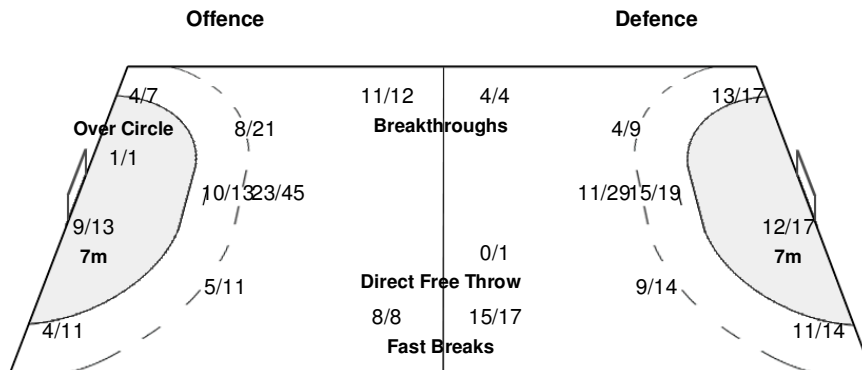 Offence Defence
4/7 11/12 4/4 13/17
Over Circle 8/21 Breakthroughs 4/9
1/1
10/13 23/45 11/29 15/19
9/13 12/17
7m 0/1 7m
5/11 Direct Free Throw 9/14
4/11 8/8 15/17 11/14
Fast Breaks